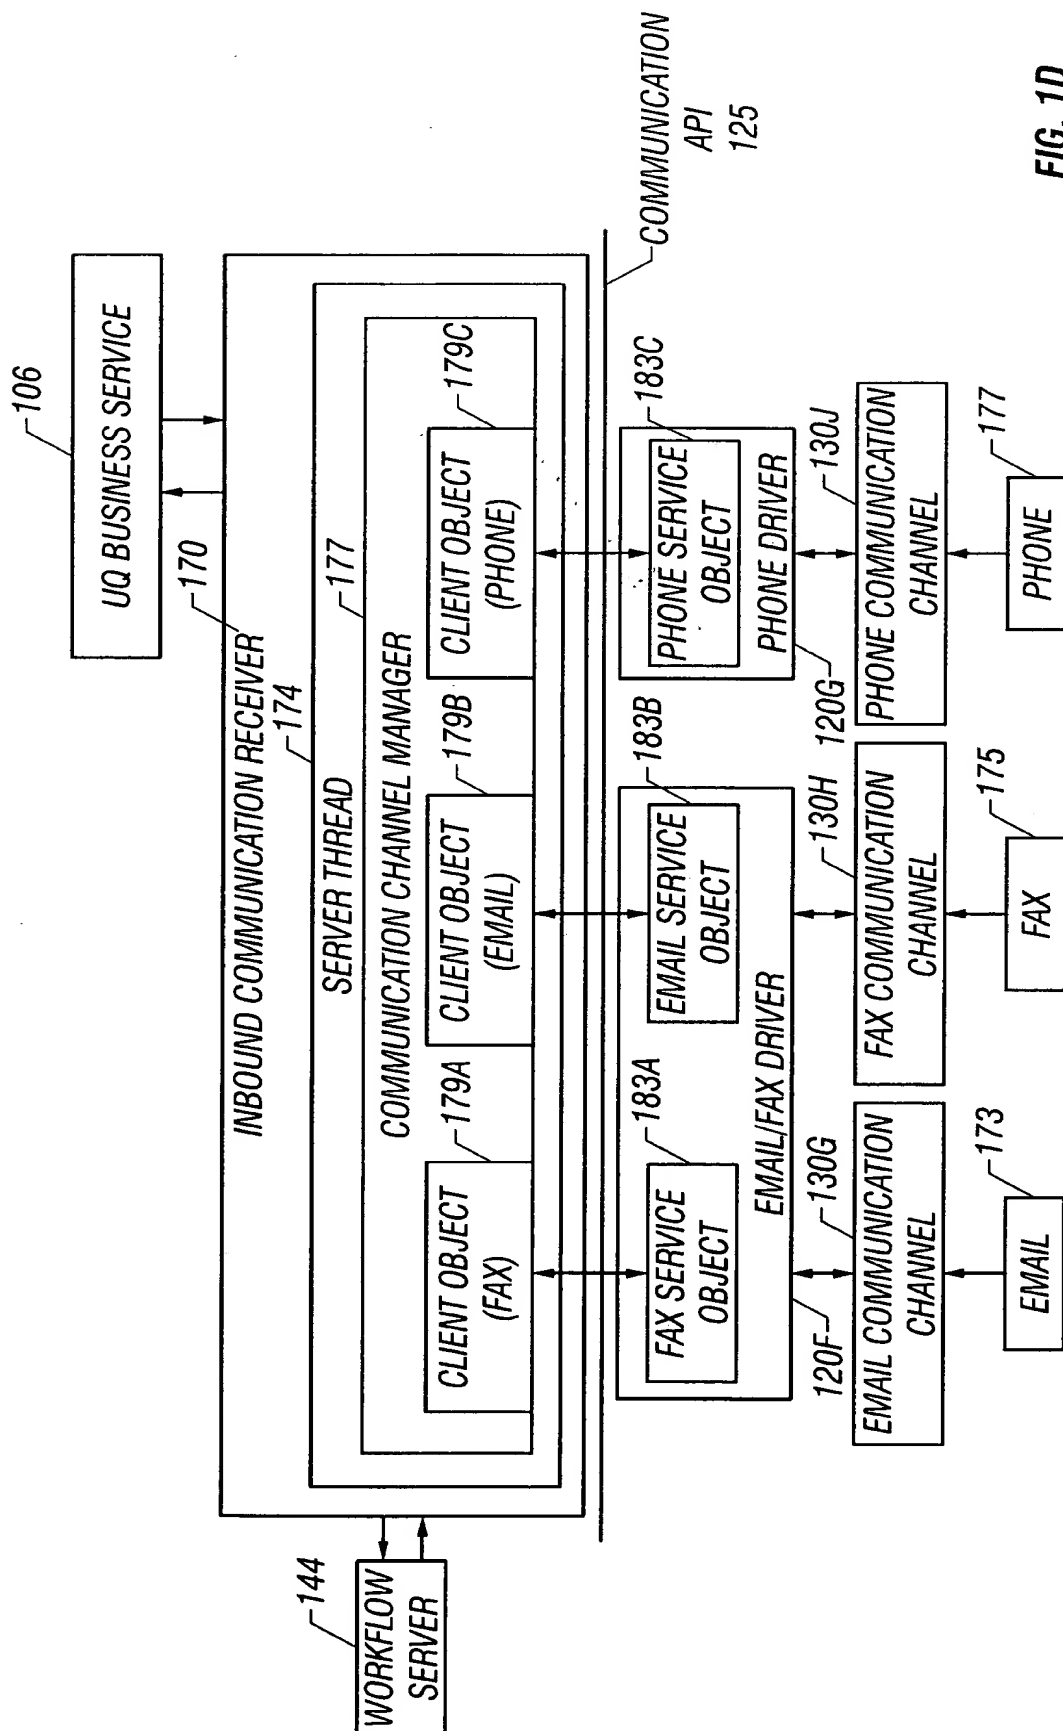 106
UQ BUSINESS SERVICE
170
INBOUND COMMUNICATION RECEIVER
174
SERVER THREAD
177
COMMUNICATION CHANNEL MANAGER
179A
CLIENT OBJECT
(FAX)
179B
CLIENT OBJECT
(EMAIL)
179C
CLIENT OBJECT
(PHONE)
144
WORKFLOW
SERVER
COMMUNICATION
API
125
183A
FAX SERVICE
OBJECT
183B
EMAIL SERVICE
OBJECT
EMAIL/FAX DRIVER
120F
183C
PHONE SERVICE
OBJECT
PHONE DRIVER
120G
130G
EMAIL COMMUNICATION
CHANNEL
130H
FAX COMMUNICATION
CHANNEL
130J
PHONE COMMUNICATION
CHANNEL
173
EMAIL
175
FAX
177
PHONE
FIG. 1D